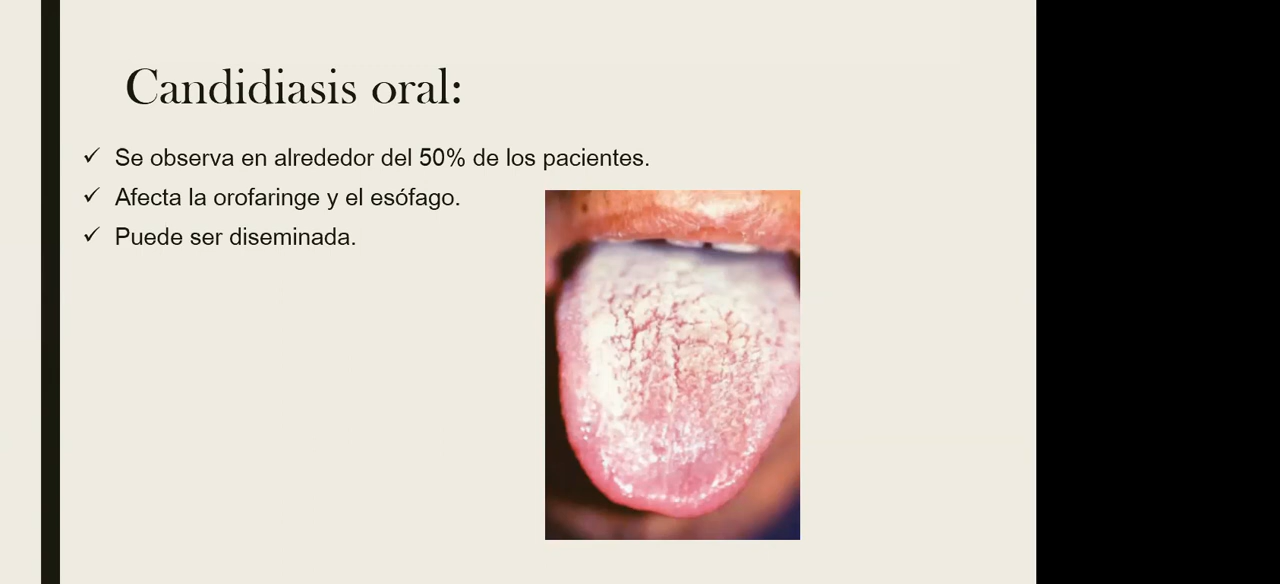 Candidiasis oral:
✓ Se observa en alrededor del 50% de los pacientes.
✓ Afecta la orofaringe y el esófago.
✓ Puede ser diseminada.